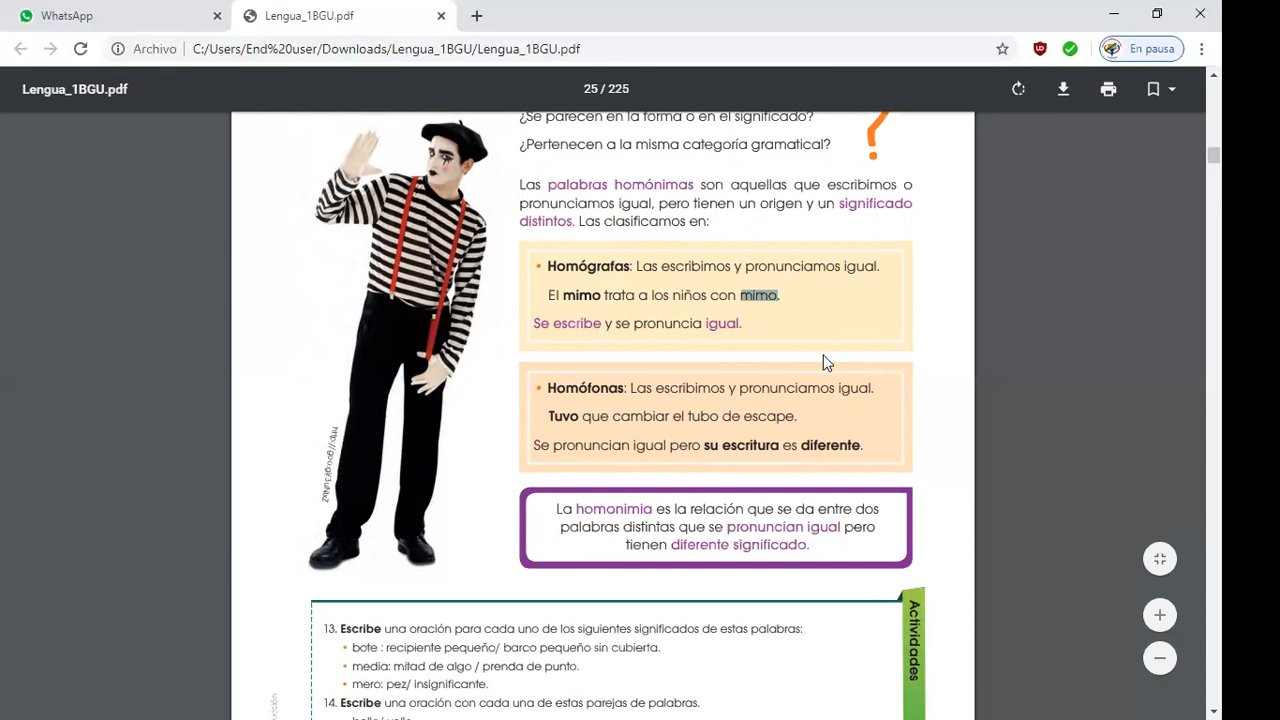 WhatsApp
Lengua_1BGU.pdf
Archivo
C:/Users/End%20user/Downloads/Lengua_1BGU/Lengua_1BGU.pdf
En pausa
Lengua_1BGU.pdf
25 / 225
¿Se parecen en la forma o en el significado?
¿Pertenecen a la misma categoría gramatical?
?
Las palabras homónimas son aquellas que escribimos o
pronunciamos igual, pero tienen un origen y un significado
distintos. Las clasificamos en:
• Homógrafas: Las escribimos y pronunciamos igual.
El mimo trata a los niños con mimo.
Se escribe y se pronuncia igual.
• Homófonas: Las escribimos y pronunciamos igual.
Tuvo que cambiar el tubo de escape.
Se pronuncian igual pero su escritura es diferente.
La homonimia es la relación que se da entre dos
palabras distintas que se pronuncian igual pero
tienen diferente significado.
Actividades
13. Escribe una oración para cada uno de los siguientes significados de estas palabras:
• bote : recipiente pequeño/ barco pequeño sin cubierta.
• media: mitad de algo / prenda de punto.
• mero: pez/ insignificante.
14. Escribe una oración con cada una de estas parejas de palabras.